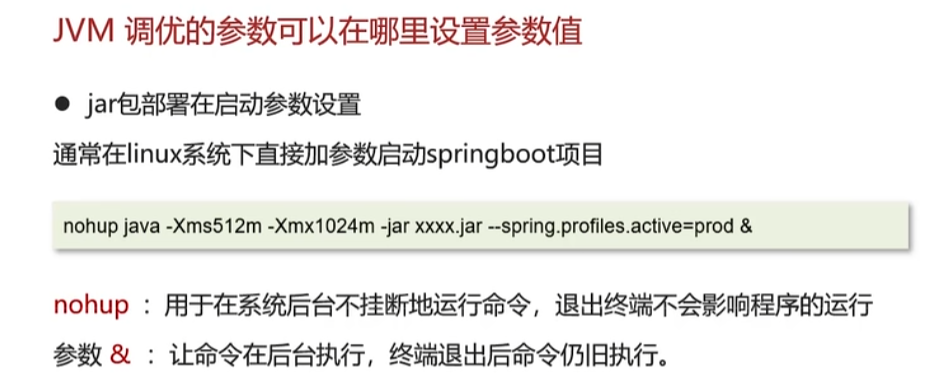 JVM 调优的参数可以在哪里设置参数值
● jar包部署在启动参数设置
通常在linux系统下直接加参数启动springboot项目
nohup java -Xms512m -Xmx1024m -jar xxxx.jar --spring.profiles.active=prod &
nohup ： 用于在系统后台不挂断地运行命令，退出终端不会影响程序的运行
参数 & ： 让命令在后台执行，终端退出后命令仍旧执行。